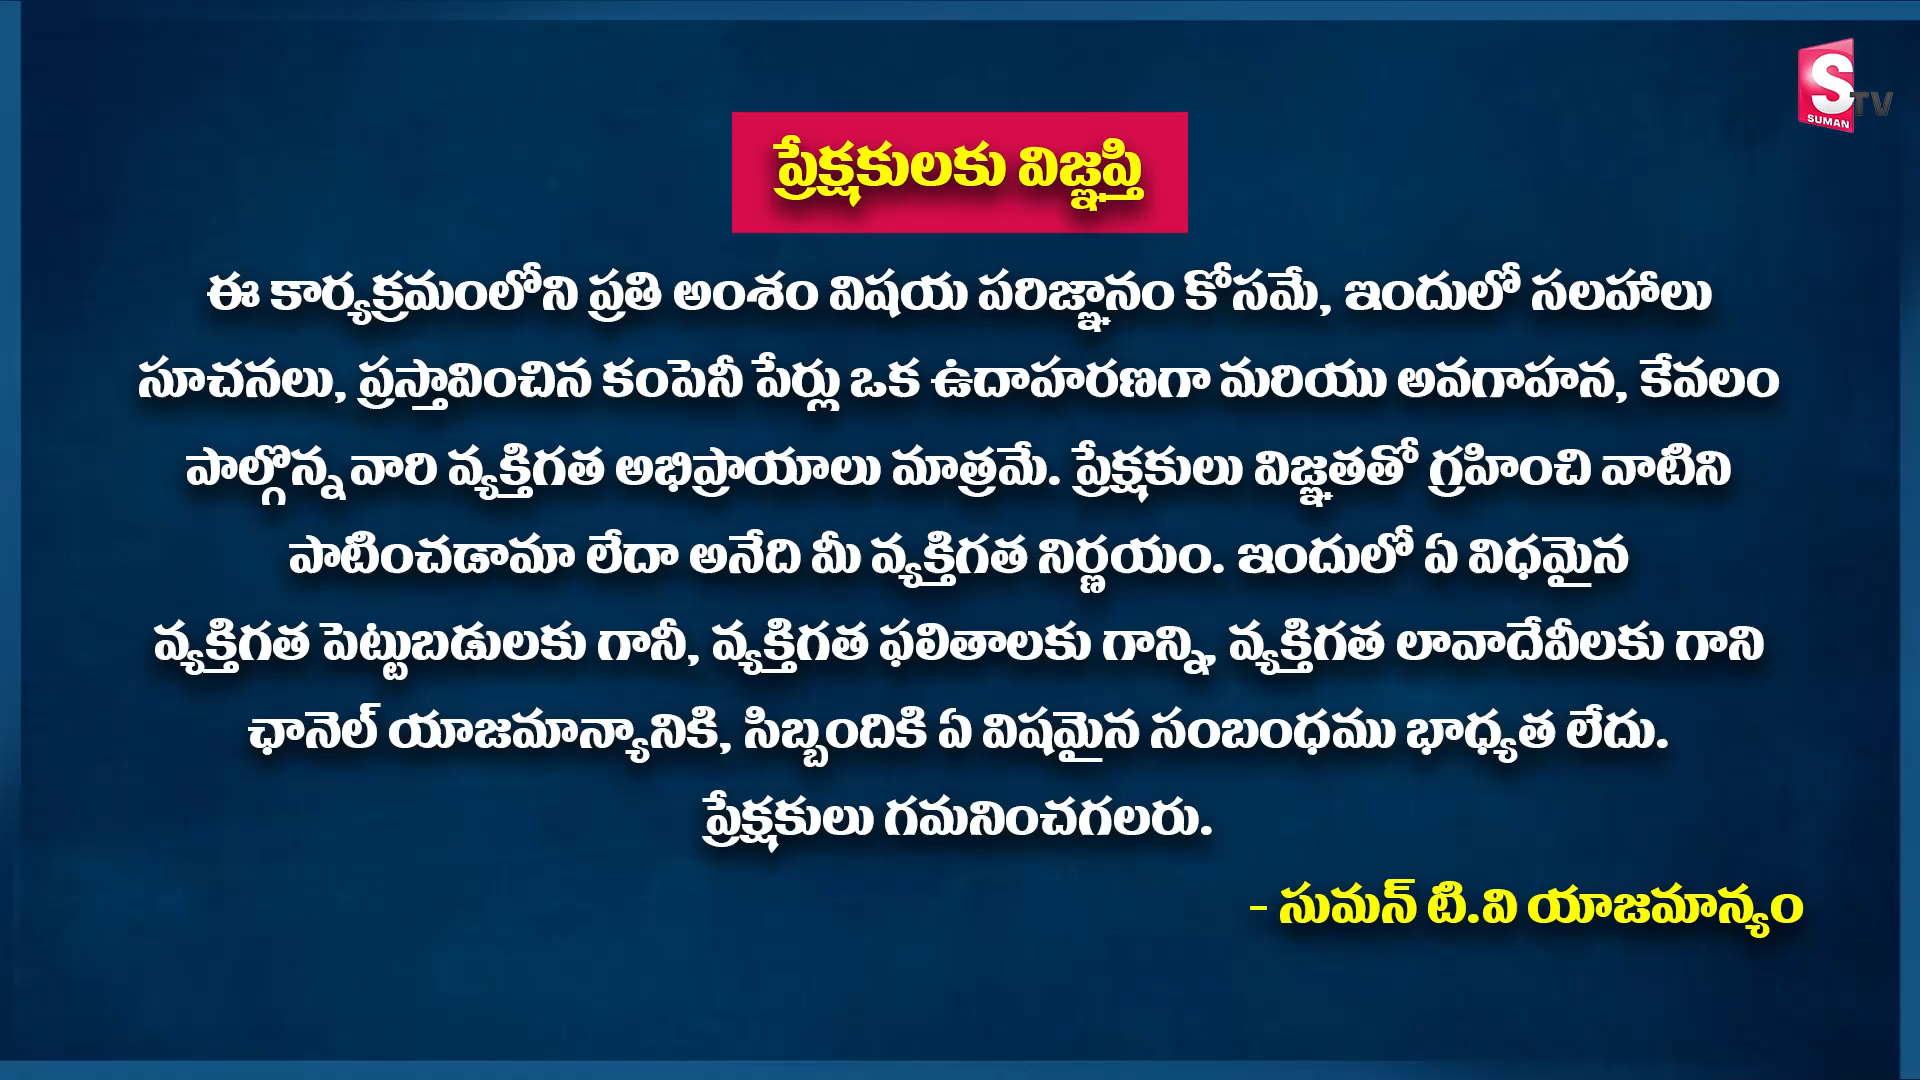 S
TV
SUMAN
ప్రేక్షకులకు విజ్ఞప్తి
ఈ కార్యక్రమంలోని ప్రతి అంశం విషయ పరిజ్ఞానం కోసమే, ఇందులో సలహాలు
సూచనలు, ప్రస్తావించిన కంపెనీ పేర్లు ఒక ఉదాహరణగా మరియు అవగాహన, కేవలం
పాల్గొన్న వారి వ్యక్తిగత అభిప్రాయాలు మాత్రమే. ప్రేక్షకులు విజ్ఞతతో గ్రహించి వాటిని
పాటించడామా లేదా అనేది మీ వ్యక్తిగత నిర్ణయం. ఇందులో ఏ విధమైన
వ్యక్తిగత పెట్టుబడులకు గానీ, వ్యక్తిగత ఫలితాలకు గాన్ని, వ్యక్తిగత లావాదేవీలకు గాని
ఛానెల్ యాజమాన్యానికి, సిబ్బందికి ఏ విషమైన సంబంధము భాధ్యత లేదు.
ప్రేక్షకులు గమనించగలరు.
- సుమన్ టి.వి యాజమాన్యం